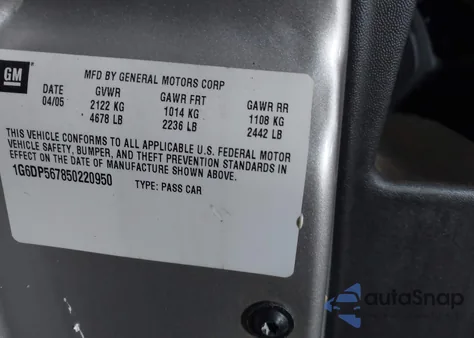 GM
MFD BY GENERAL MOTORS CORP
DATE GVWR GAWR FRT GAWR RR
04/05 2122 KG 1014 KG 1108 KG
4678 LB 2236 LB 2442 LB
THIS VEHICLE CONFORMS TO ALL APPLICABLE U.S. FEDERAL MOTOR
VEHICLE SAFETY, BUMPER, AND THEFT PREVENTION STANDARDS IN
EFFECT ON THE DATE OF MANUFACTURE SHOWN ABOVE.
1G6DP567850220950 TYPE: PASS CAR
autoSnap